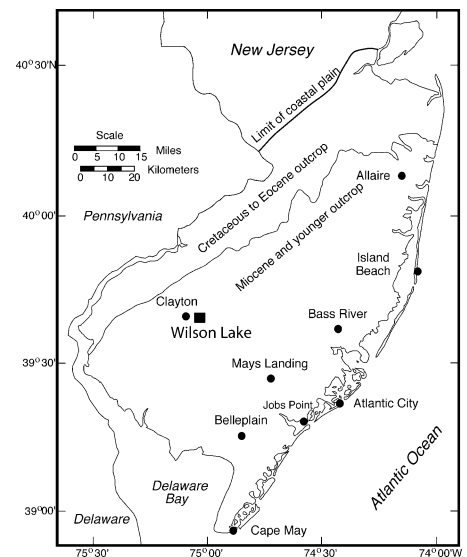 New Jersey
40°30'N
Limit of coastal plain
Scale
0 5 10 15 Miles
0 10 20 Kilometers
Cretaceous to Eocene outcrop
Allaire
Pennsylvania
40°00'
Miocene and younger outcrop
Island
Beach
Clayton
Wilson Lake
Bass River
39°30'
Mays Landing
Jobs Point
Atlantic City
Belleplain
Atlantic Ocean
Delaware
Bay
39°00'
Delaware
Cape May
75°30'
75°00'
74°30'
74°00'W